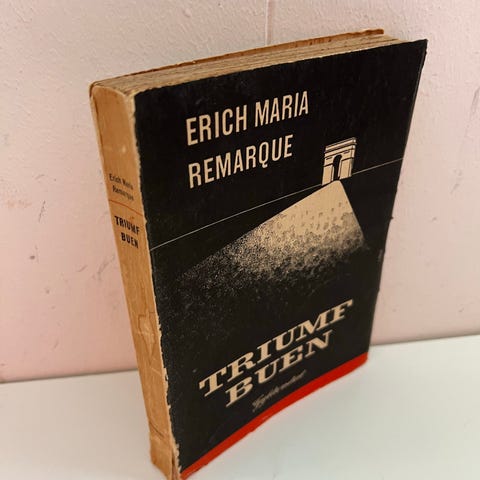 ERICH MARIA
REMARQUE
TRIUMF
BUEN
Erich Maria
Remarque
TRIUMF
BUEN